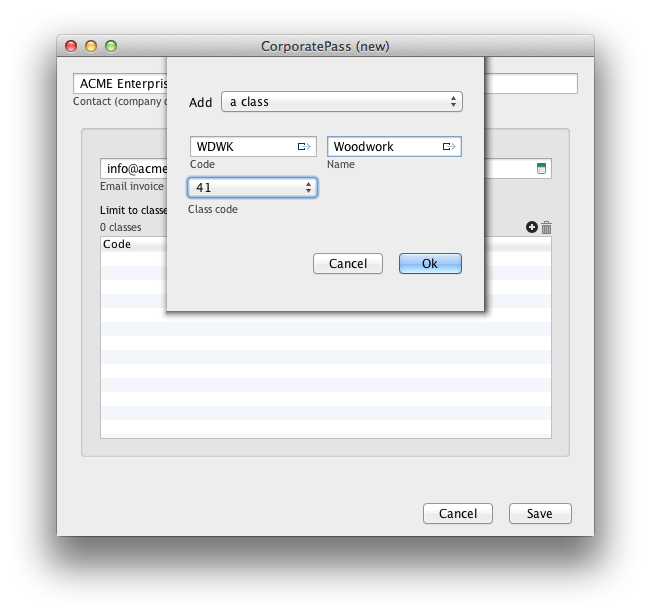 CorporatePass (new)
ACME Enterpris
Contact (company
Add a class
WDWK Woodwork
Code Name
41
Class code
info@acme
Email invoice
Limit to classe
0 classes
Code
Cancel Ok
Cancel Save